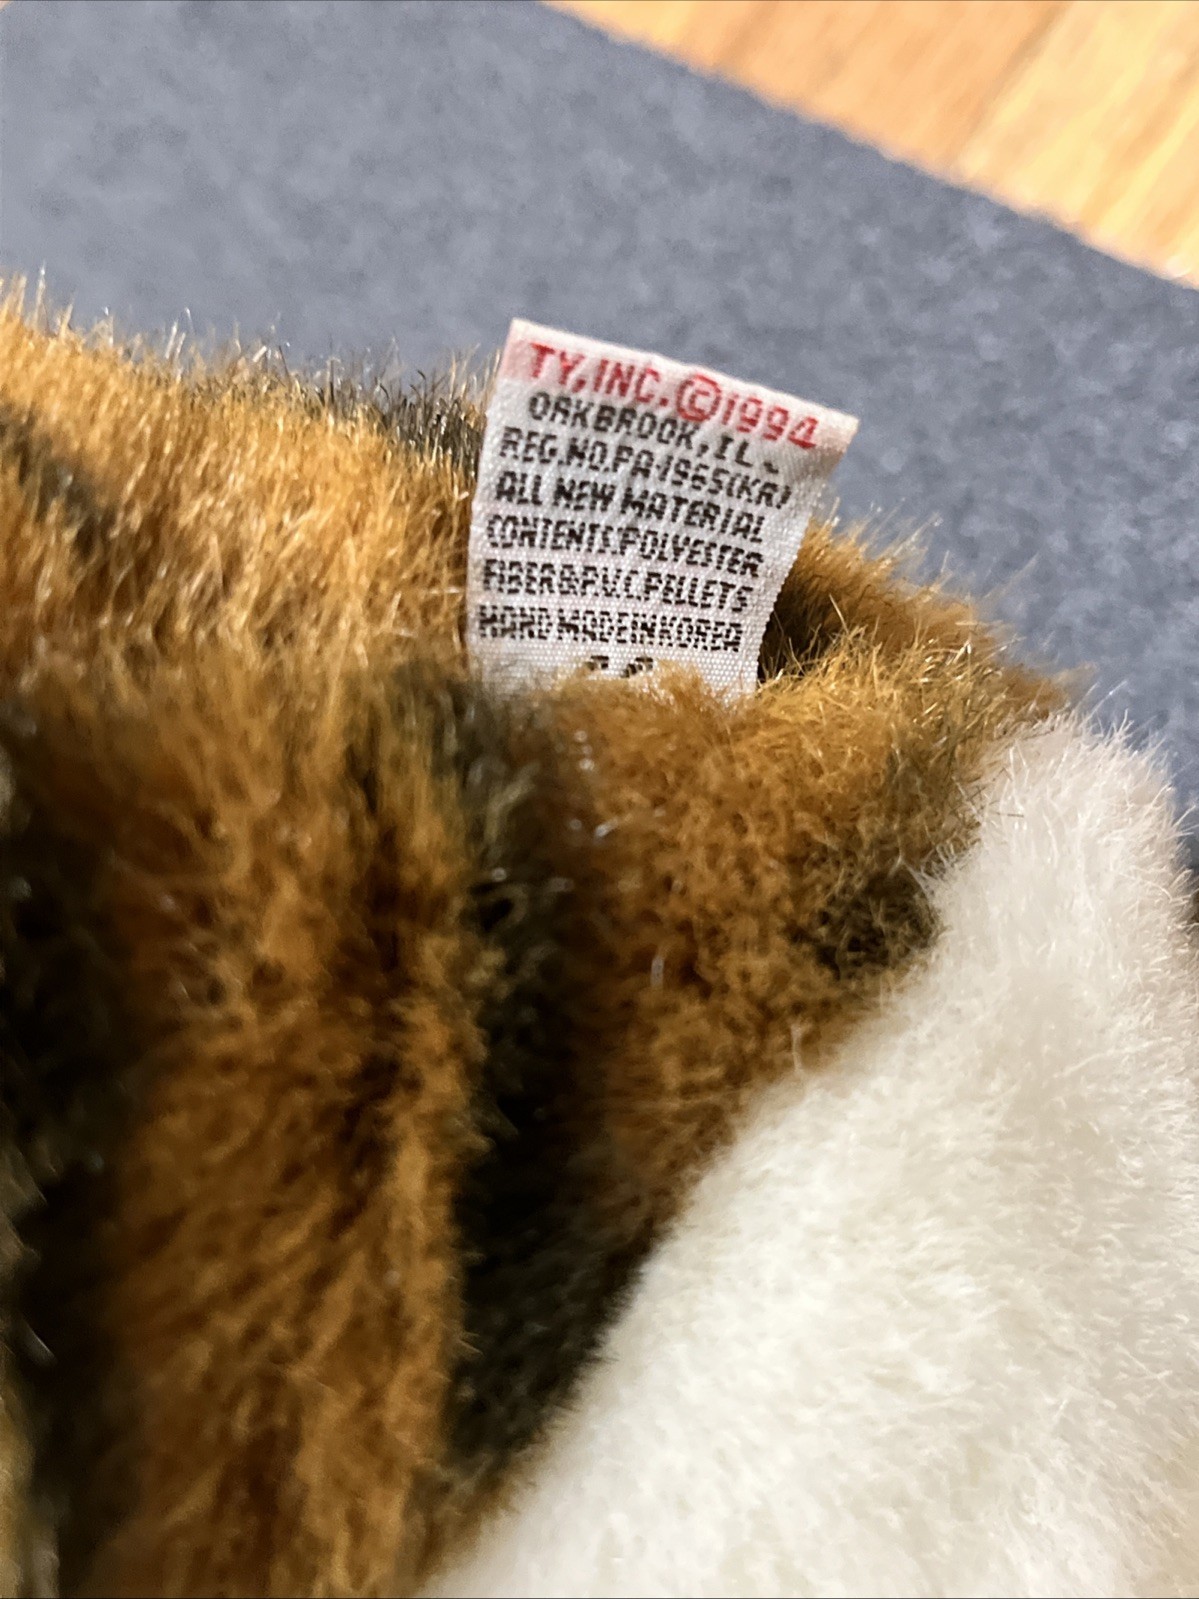 TY.INC.©1994
OAKBROOK,IL.
REG.NO.PA-1965(KR)
ALL NEW MATERIAL
CONTENTS:POLYESTER
FIBER&P.V.C.PELLETS
HAND MADE IN KOREA